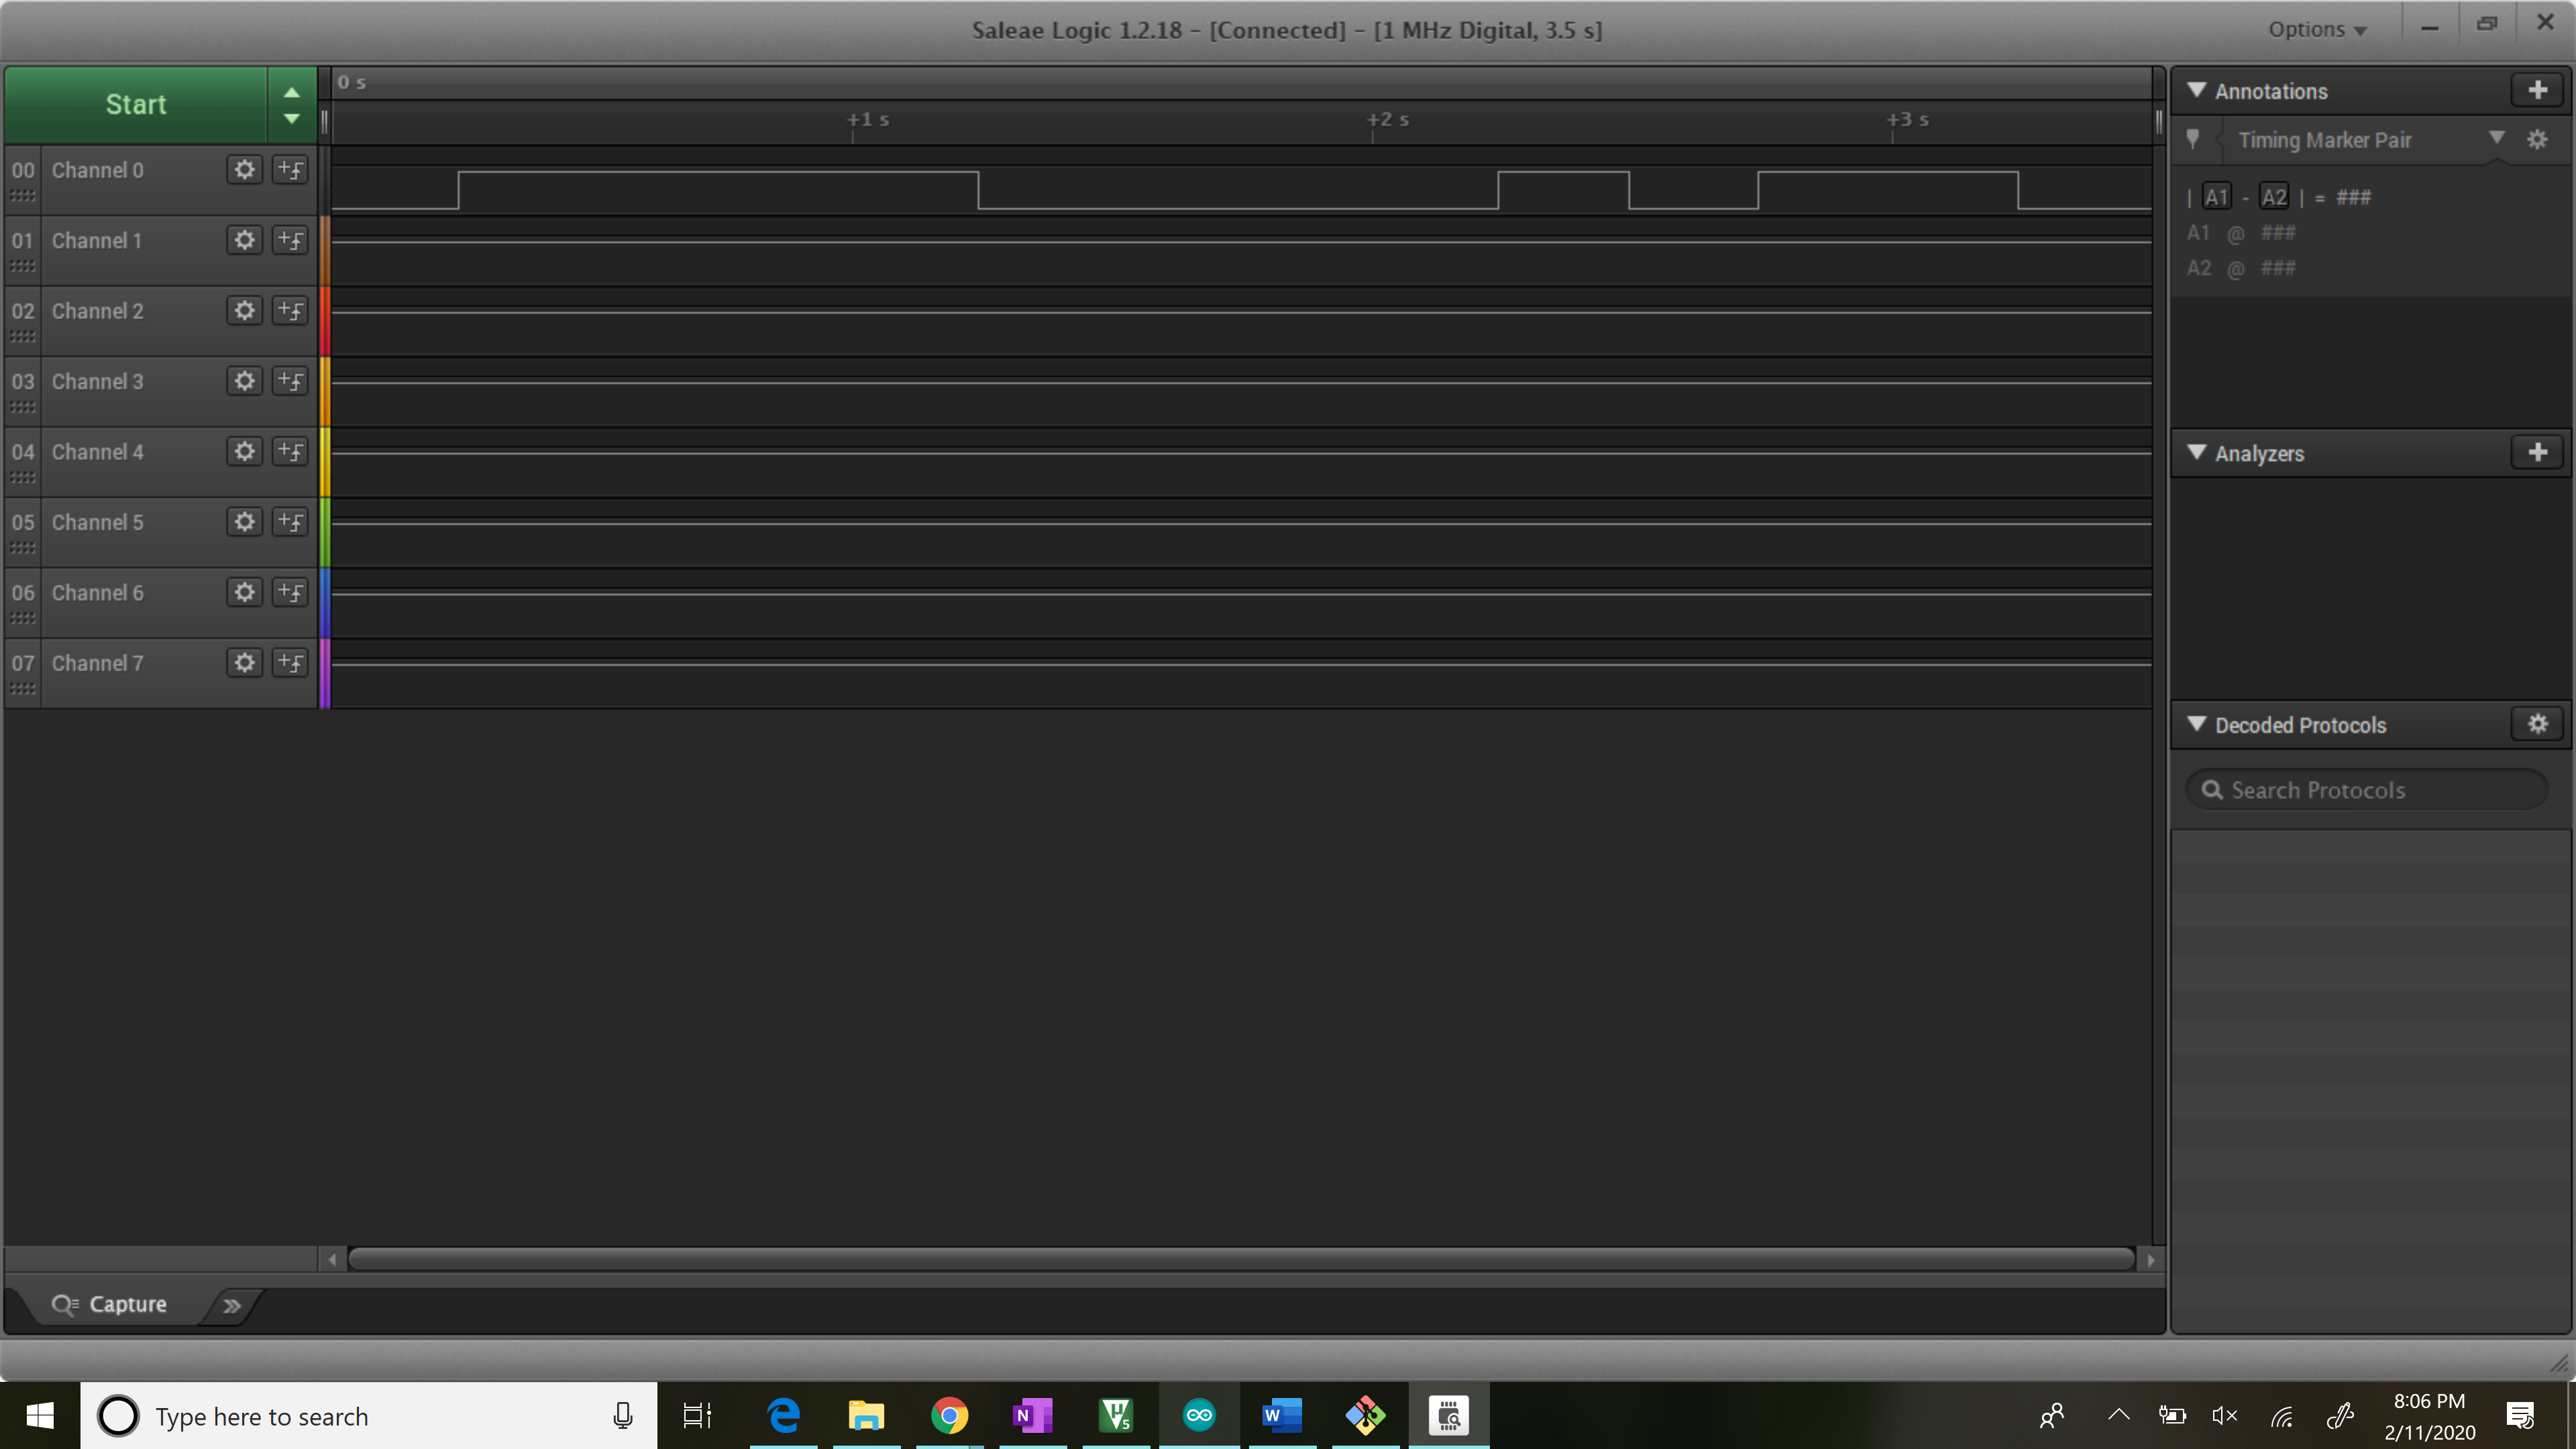 Saleae Logic 1.2.18 - [Connected] - [1 MHz Digital, 3.5 s]
Options
Start
0 s
+1 s
+2 s
+3 s
00 Channel 0
01 Channel 1
02 Channel 2
03 Channel 3
04 Channel 4
05 Channel 5
06 Channel 6
07 Channel 7
Annotations
Timing Marker Pair
| A1 - A2 | = ###
A1 @ ###
A2 @ ###
Analyzers
Decoded Protocols
Search Protocols
Capture
Type here to search
N
V5
W
8:06 PM
2/11/2020